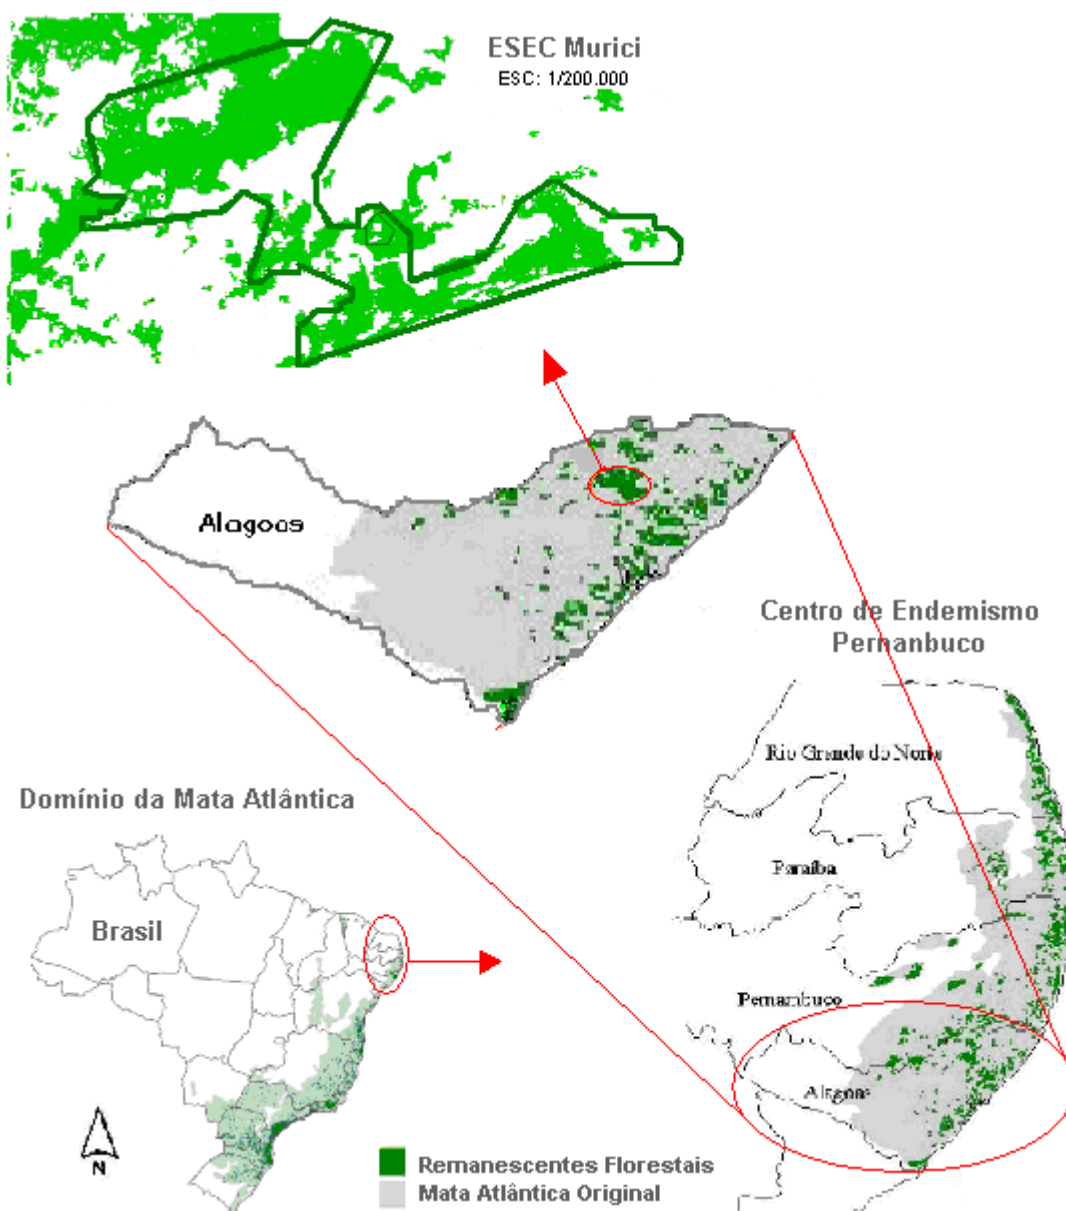 ESEC Murici
ESC: 1/200.000
Alagoas
Centro de Endemismo
Pernanbuco
Rio Grande do Norte
Paraíba
Pernambuco
Alagoas
Domínio da Mata Atlântica
Brasil
N
Remanescentes Florestais
Mata Atlântica Original